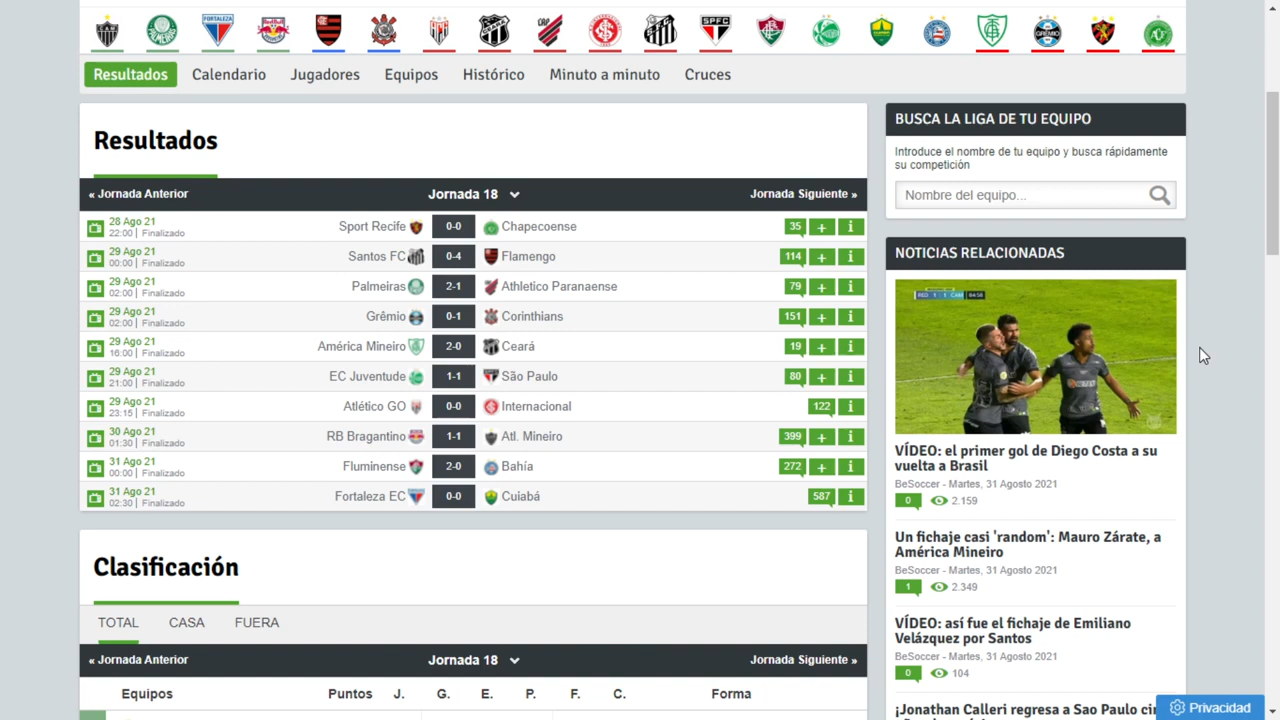 Resultados Calendario Jugadores Equipos Histórico Minuto a minuto Cruces
Resultados
« Jornada Anterior Jornada 18 Jornada Siguiente »
28 Ago 21
22:00 | Finalizado Sport Recife 0-0 Chapecoense 35 + i
29 Ago 21
00:00 | Finalizado Santos FC 0-4 Flamengo 114 + i
29 Ago 21
02:00 | Finalizado Palmeiras 2-1 Athletico Paranaense 79 + i
29 Ago 21
02:00 | Finalizado Grêmio 0-1 Corinthians 151 + i
29 Ago 21
16:00 | Finalizado América Mineiro 2-0 Ceará 19 + i
29 Ago 21
21:00 | Finalizado EC Juventude 1-1 São Paulo 80 + i
29 Ago 21
23:15 | Finalizado Atlético GO 0-0 Internacional 122 i
30 Ago 21
01:30 | Finalizado RB Bragantino 1-1 Atl. Mineiro 399 + i
31 Ago 21
00:00 | Finalizado Fluminense 2-0 Bahía 272 + i
31 Ago 21
02:30 | Finalizado Fortaleza EC 0-0 Cuiabá 587 i
Clasificación
TOTAL CASA FUERA
« Jornada Anterior Jornada 18 Jornada Siguiente »
Equipos Puntos J. G. E. P. F. C. Forma
BUSCA LA LIGA DE TU EQUIPO
Introduce el nombre de tu equipo y busca rápidamente
su competición
Nombre del equipo...
NOTICIAS RELACIONADAS
RED 1 1 CAM
VÍDEO: el primer gol de Diego Costa a su
vuelta a Brasil
BeSoccer - Martes, 31 Agosto 2021
0 2.159
Un fichaje casi 'random': Mauro Zárate, a
América Mineiro
BeSoccer - Martes, 31 Agosto 2021
1 2.349
VÍDEO: así fue el fichaje de Emiliano
Velázquez por Santos
BeSoccer - Martes, 31 Agosto 2021
0 104
¡Jonathan Calleri regresa a Sao Paulo
Privacidad